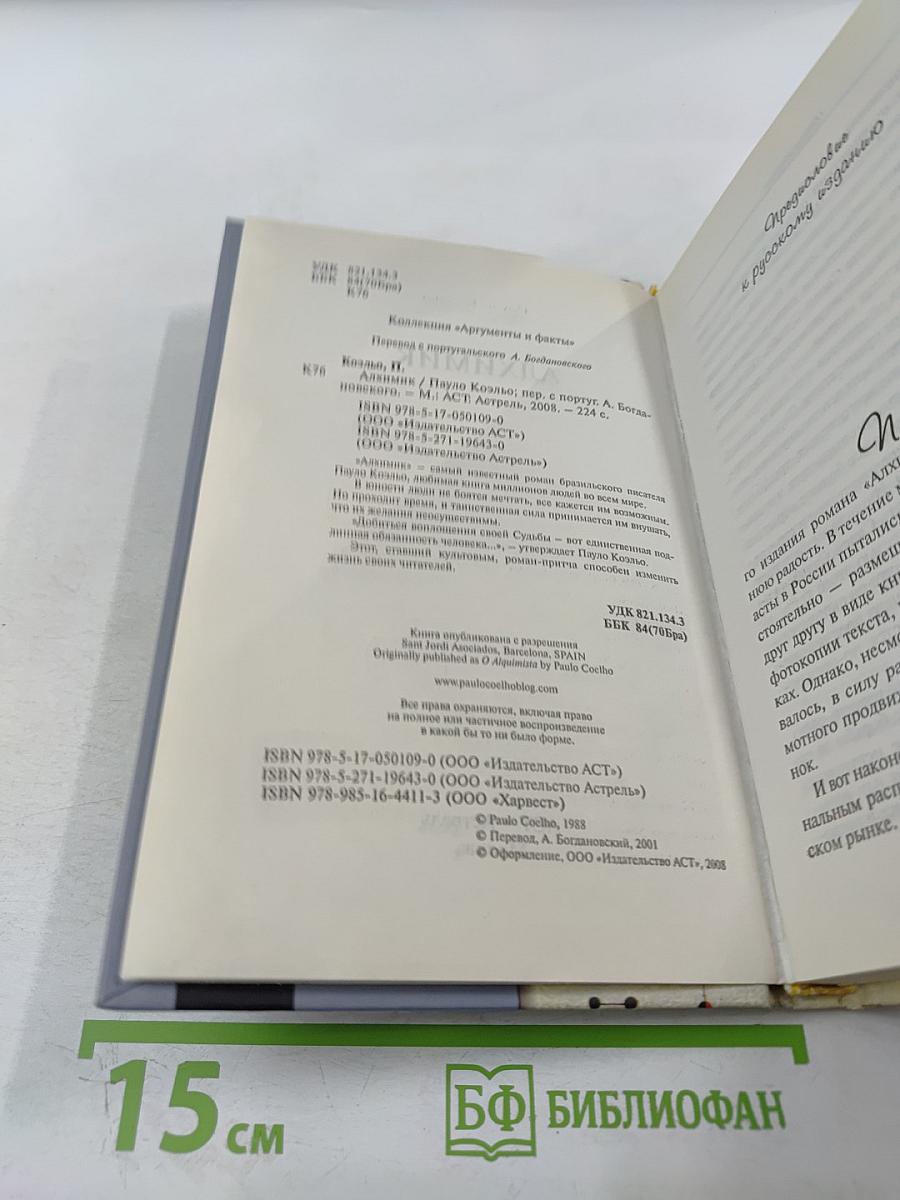 УДК 821.134.3
ББК 84(70Бра)
К76
Коллекция «Аргументы и факты»
Перевод с португальского А. Богдановского
Коэльо, П.
К76 Алхимик / Пауло Коэльо; пер. с португ. А. Богда-
новского. – М.: АСТ: Астрель, 2008. – 224 с.
ISBN 978-5-17-050109-0
(ООО «Издательство АСТ»)
ISBN 978-5-271-19643-0
(ООО «Издательство Астрель»)
«Алхимик» – самый известный роман бразильского писателя
Пауло Коэльо, любимая книга миллионов людей во всем мире.
В юности люди не боятся мечтать, все кажется им возможным.
Но проходит время, и таинственная сила принимается им внушать,
что их желания неосуществимы.
«Добиться воплощения своей Судьбы – вот единственная под-
линная обязанность человека...», – утверждает Пауло Коэльо.
Этот, ставший культовым, роман-притча способен изменить
жизнь своих читателей.
УДК 821.134.3
ББК 84(70Бра)
Книга опубликована с разрешения
Sant Jordi Asociados, Barcelona, SPAIN
Originally published as O Alquimista by Paulo Coelho
www.paulocoelhoblog.com
Все права охраняются, включая право
на полное или частичное воспроизведение
в какой бы то ни было форме.
ISBN 978-5-17-050109-0 (ООО «Издательство АСТ»)
ISBN 978-5-271-19643-0 (ООО «Издательство Астрель»)
ISBN 978-985-16-4411-3 (ООО «Харвест»)
© Paulo Coelho, 1988
© Перевод, А. Богдановский, 2001
© Оформление, ООО «Издательство АСТ», 2008
Предисловие
к русскому изданию
го издания романа «Алхи
нюю радость. В течение
асты в России пытались
стоятельно — размещ
друг другу в виде кни
фотокопии текста,
ках. Однако, несмо
валось, в силу ра
мотного продвиж
нок.
И вот наконе
нальным расп
ском рынке.
15 см
БФ БИБЛИОФАН